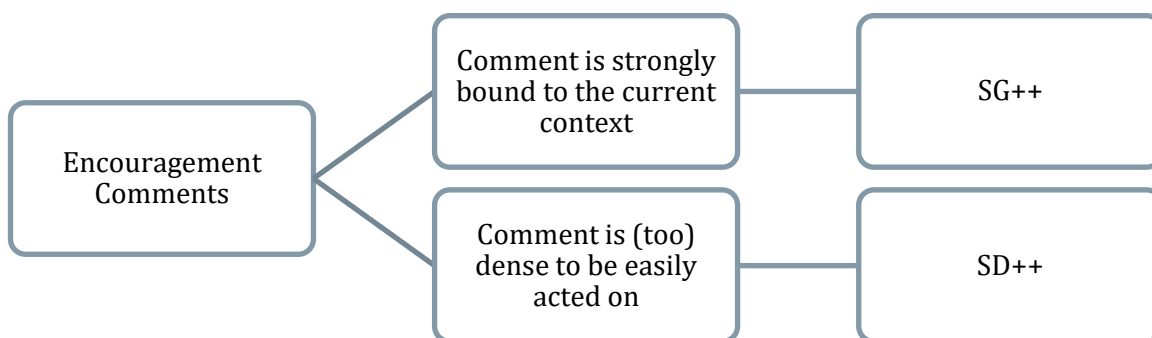 Encouragement
Comments
Comment is strongly
bound to the current
context
SG++
Comment is (too)
dense to be easily
acted on
SD++